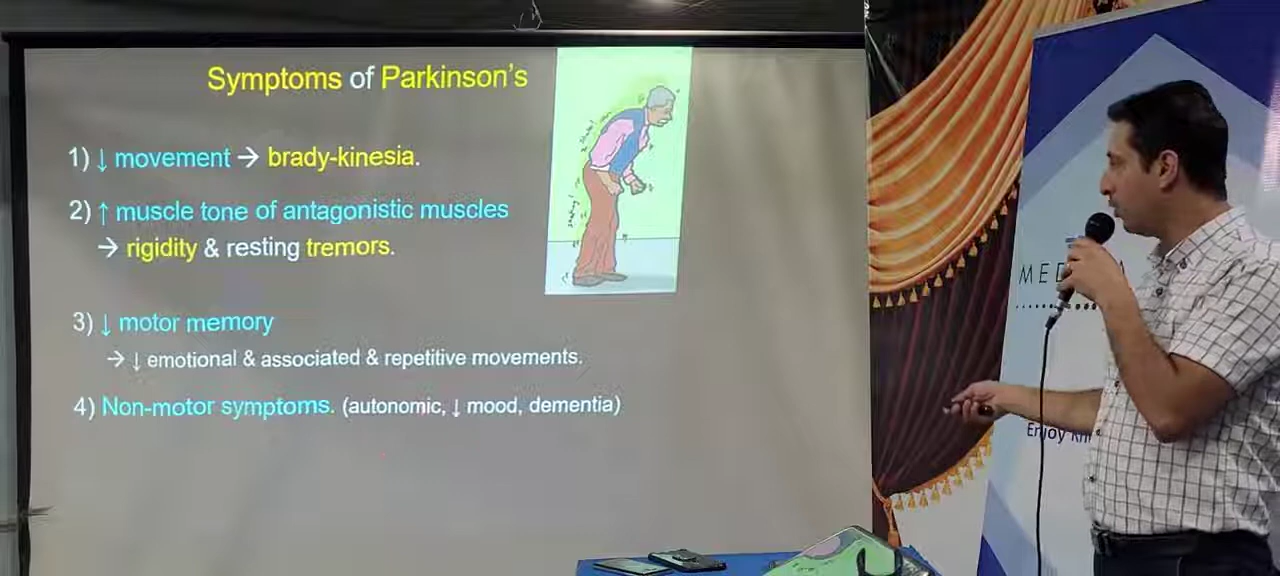 Symptoms of Parkinson's
1) ↓ movement → brady-kinesia.
2) ↑ muscle tone of antagonistic muscles
→ rigidity & resting tremors.
3) ↓ motor memory
→ ↓ emotional & associated & repetitive movements.
4) Non-motor symptoms. (autonomic, ↓ mood, dementia)
MED
Enjoy